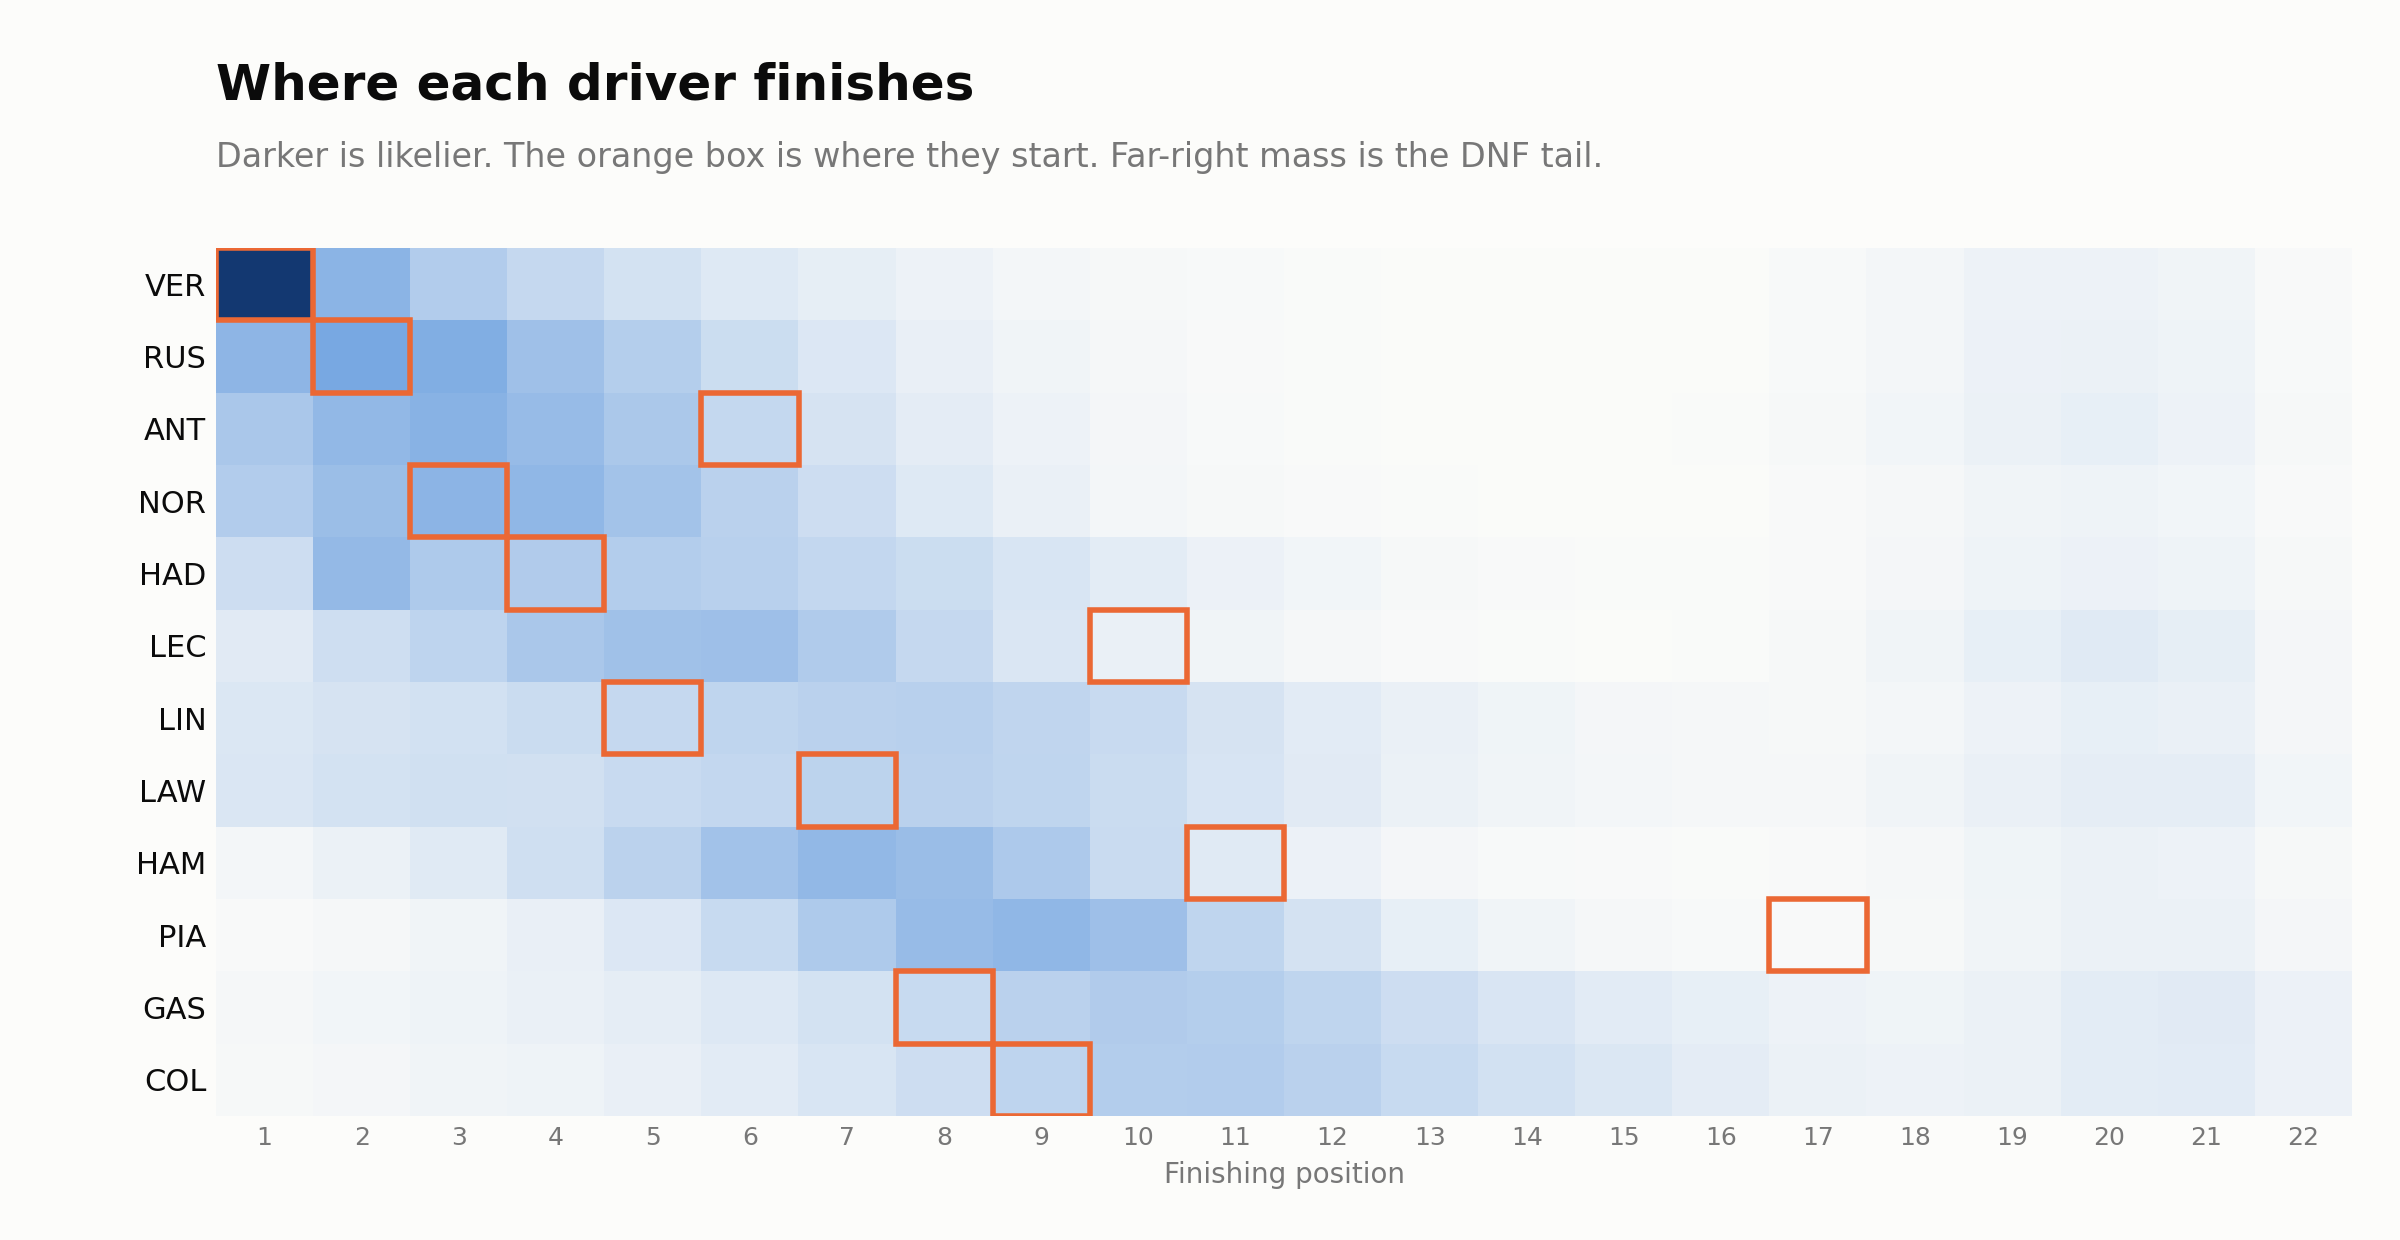 Where each driver finishes
Darker is likelier. The orange box is where they start. Far-right mass is the DNF tail.
VER
RUS
ANT
NOR
HAD
LEC
LIN
LAW
HAM
PIA
GAS
COL
1 2 3 4 5 6 7 8 9 10 11 12 13 14 15 16 17 18 19 20 21 22
Finishing position